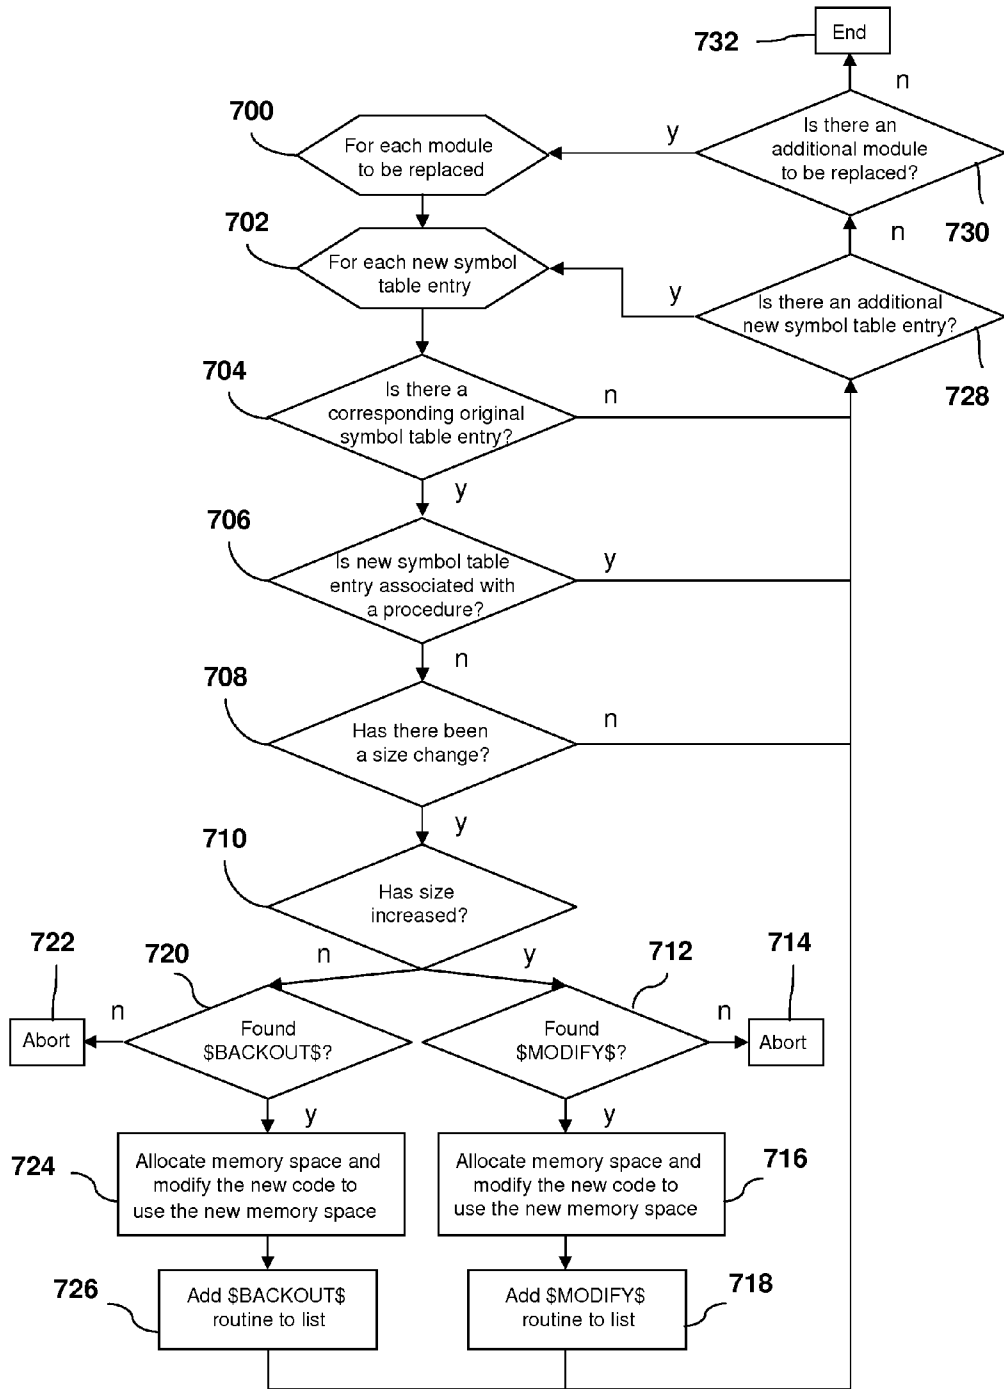 732
End
n
700
For each module
to be replaced
y
Is there an
additional module
to be replaced?
730
n
702
For each new symbol
table entry
y
Is there an additional
new symbol table entry?
728
704
Is there a
corresponding original
symbol table entry?
n
y
706
Is new symbol table
entry associated with
a procedure?
y
n
708
Has there been
a size change?
n
y
710
Has size
increased?
n
y
722
Abort
n
720
Found
$BACKOUT$?
712
Found
$MODIFY$?
n
714
Abort
y
y
724
Allocate memory space and
modify the new code to
use the new memory space
Allocate memory space and
modify the new code to
use the new memory space
716
726
Add $BACKOUT$
routine to list
Add $MODIFY$
routine to list
718